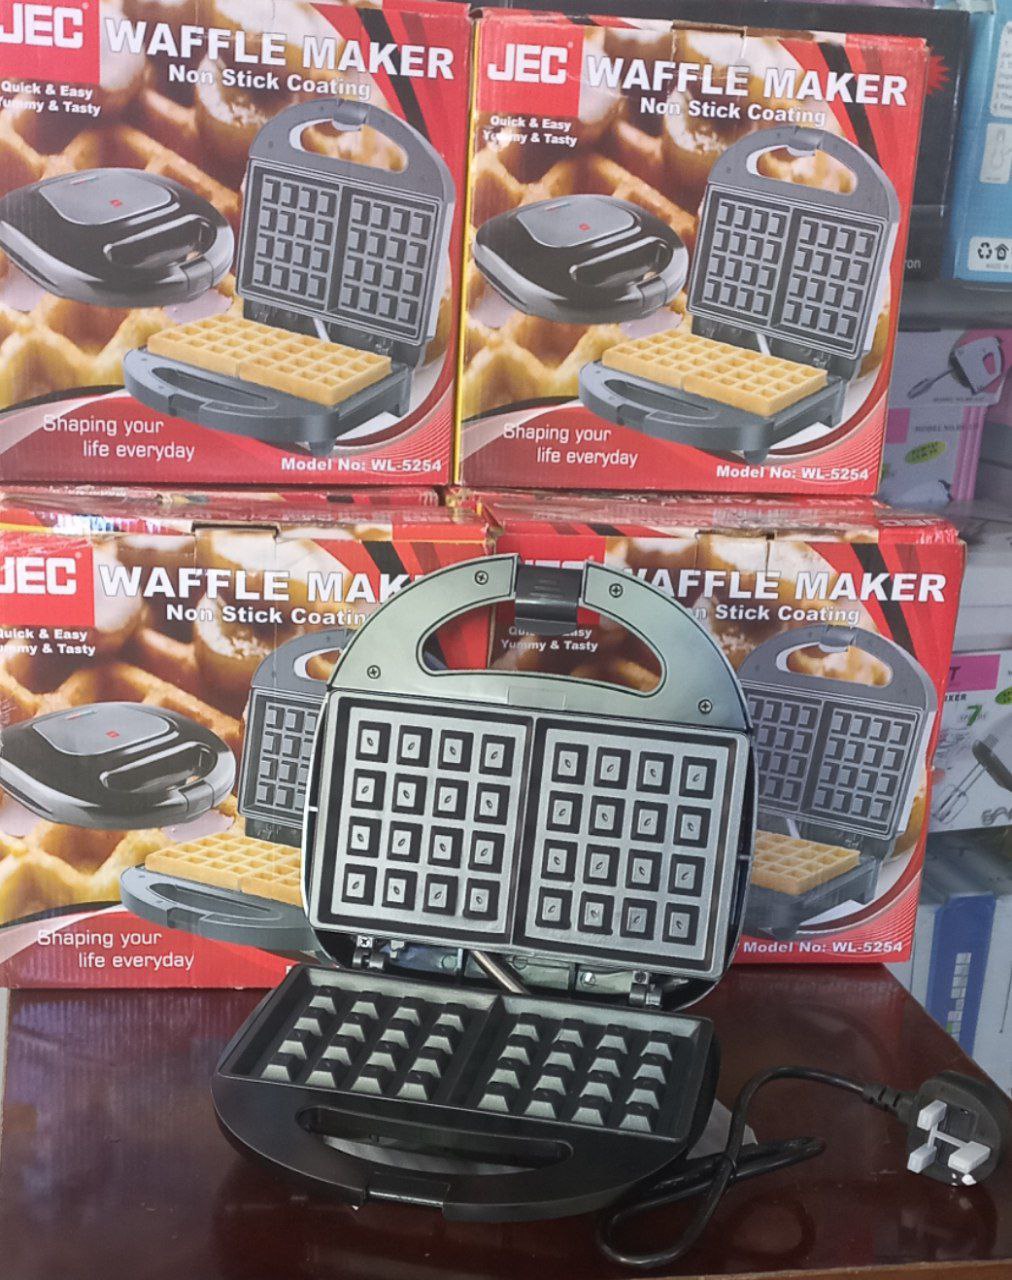 JEC
WAFFLE MAKER
Non Stick Coating
Quick & Easy
Yummy & Tasty
Shaping your
life everyday
Model No: WL-5254
JEC
WAFFLE MAKER
Non Stick Coating
Quick & Easy
Yummy & Tasty
Shaping your
life everyday
Model No: WL-5254
JEC
WAFFLE MAK
Non Stick Coatin
Quick & Easy
Yummy & Tasty
Shaping your
life everyday
WAFFLE MAKER
Stick Coating
& Tasty
Model No: WL-5254
NEW
7